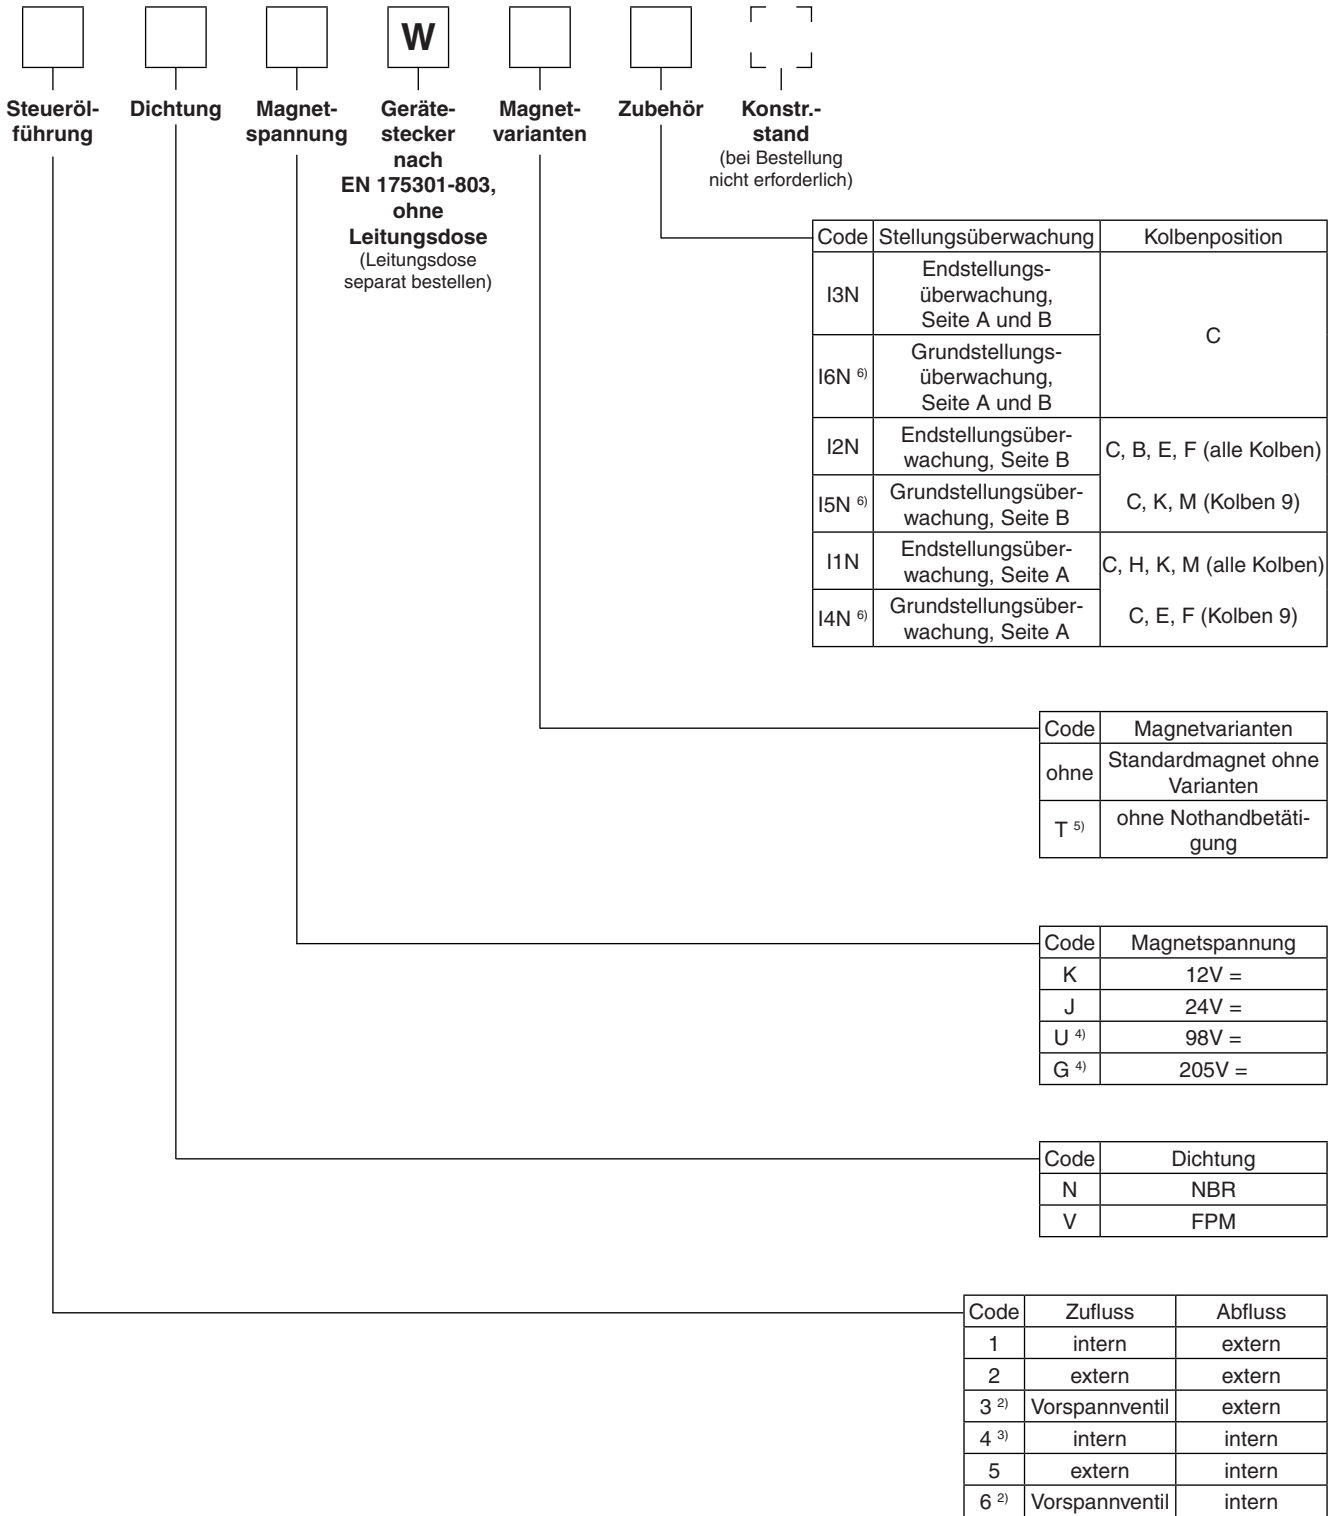 W
Steueröl-
führung
Dichtung
Magnet-
spannung
Geräte-
stecker
nach
EN 175301-803,
ohne
Leitungsdose
(Leitungsdose
separat bestellen)
Magnet-
varianten
Zubehör
Konstr.-
stand
(bei Bestellung
nicht erforderlich)
Code Stellungsüberwachung Kolbenposition
I3N Endstellungs-
überwachung,
Seite A und B
C
I6N 6) Grundstellungs-
überwachung,
Seite A und B
I2N Endstellungsüber-
wachung, Seite B
C, B, E, F (alle Kolben)
I5N 6) Grundstellungsüber-
wachung, Seite B
C, K, M (Kolben 9)
I1N Endstellungsüber-
wachung, Seite A
C, H, K, M (alle Kolben)
I4N 6) Grundstellungsüber-
wachung, Seite A
C, E, F (Kolben 9)
Code Magnetvarianten
ohne Standardmagnet ohne
Varianten
T 5) ohne Nothandbetäti-
gung
Code Magnetspannung
K 12V =
J 24V =
U 4) 98V =
G 4) 205V =
Code Dichtung
N NBR
V FPM
Code Zufluss Abfluss
1 intern extern
2 extern extern
3 2) Vorspannventil extern
4 3) intern intern
5 extern intern
6 2) Vorspannventil intern